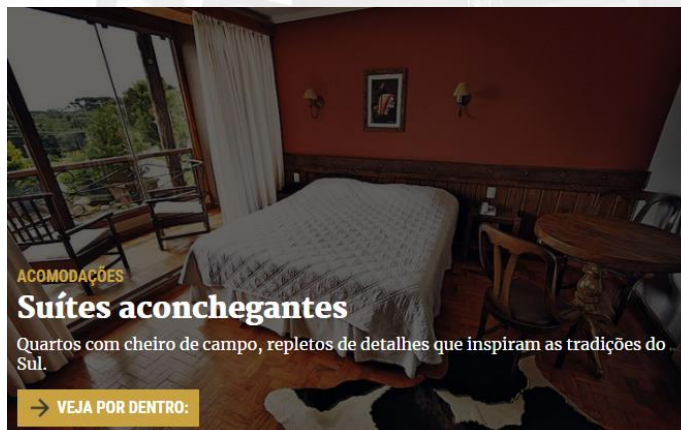 ACOMODAÇÕES
Suítes aconchegantes
Quartos com cheiro de campo, repletos de detalhes que inspiram as tradições do
Sul.
→ VEJA POR DENTRO: